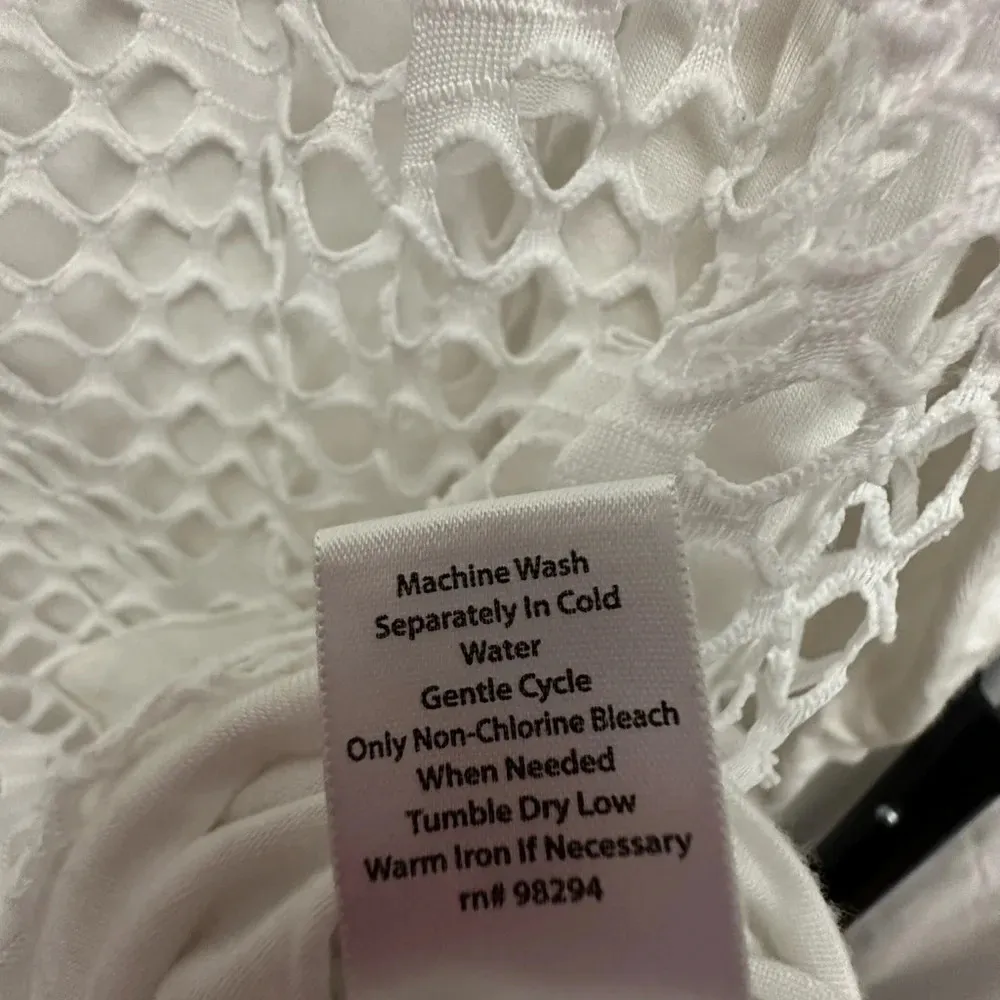 Machine Wash
Separately In Cold
Water
Gentle Cycle
Only Non-Chlorine Bleach
When Needed
Tumble Dry Low
Warm Iron If Necessary
rn# 98294